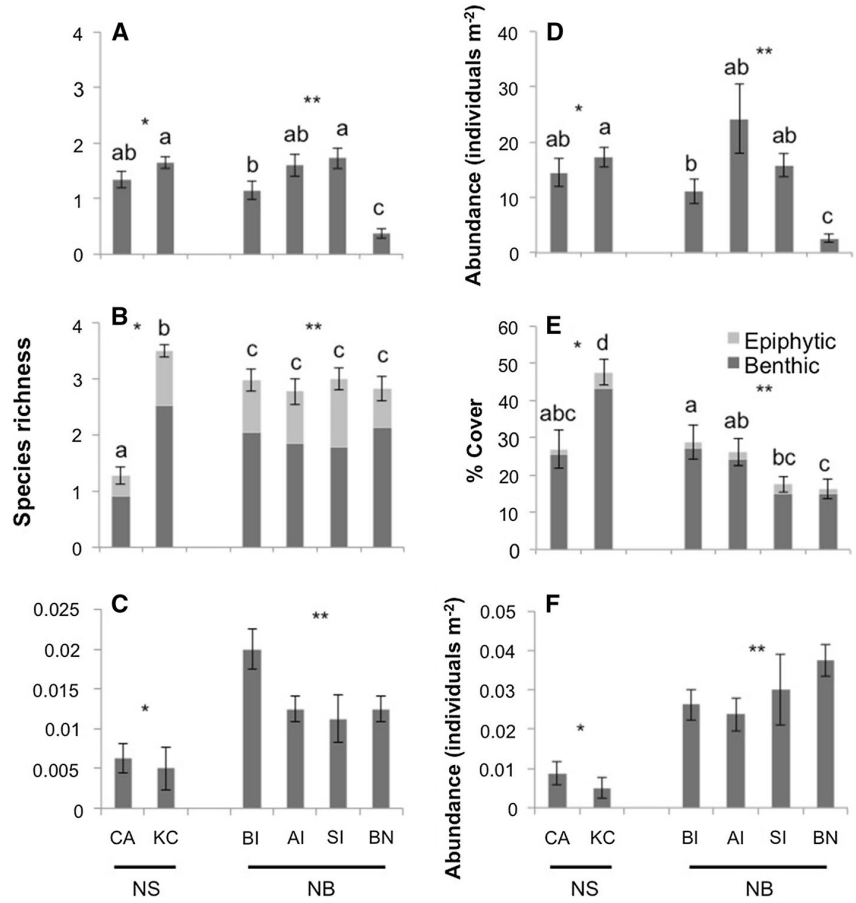 A
4
3
2
1
0
* **
ab a b ab a c
Species richness
B
4
3
2
1
0
* b **
a c c c c
C
0.025
0.02
0.015
0.01
0.005
0
* **
CA KC BI AI SI BN
NS NB
D
Abundance (individuals m-2)
40
30
20
10
0
* **
ab a b ab ab c
E
% Cover
60
50
40
30
20
10
0
Epiphytic
Benthic
* d **
abc a ab bc c
F
Abundance (individuals m-2)
0.05
0.04
0.03
0.02
0.01
0
* **
CA KC BI AI SI BN
NS NB